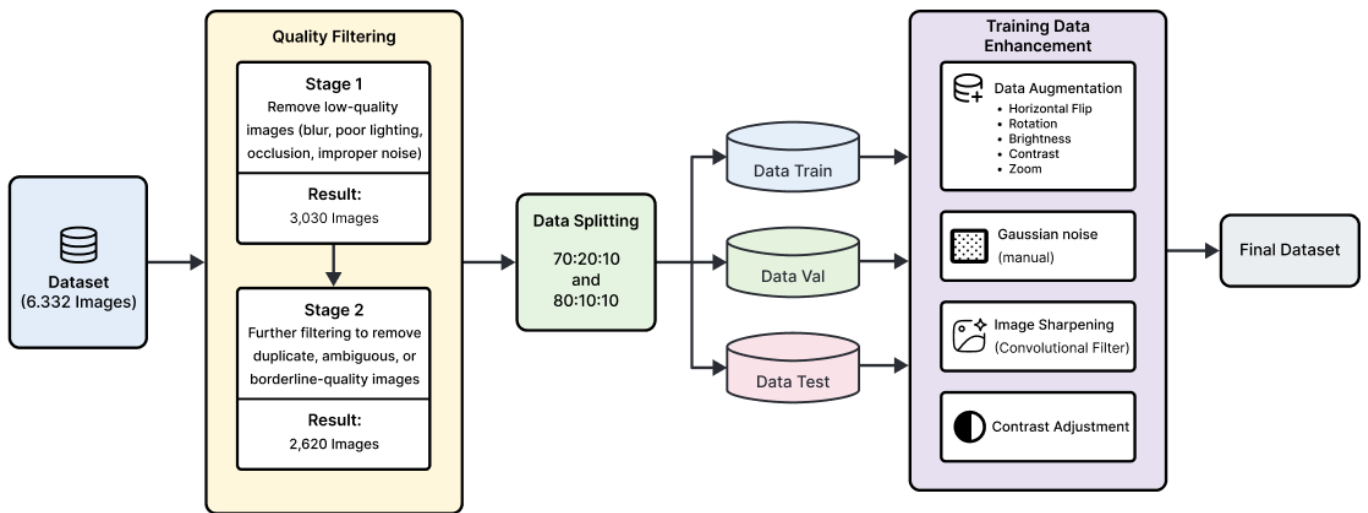 Dataset
(6.332 Images)
Quality Filtering
Stage 1
Remove low-quality
images (blur, poor lighting,
occlusion, improper noise)
Result:
3,030 Images
Stage 2
Further filtering to remove
duplicate, ambiguous, or
borderline-quality images
Result:
2,620 Images
Data Splitting
70:20:10
and
80:10:10
Data Train
Data Val
Data Test
Training Data
Enhancement
Data Augmentation
• Horizontal Flip
• Rotation
• Brightness
• Contrast
• Zoom
Gaussian noise
(manual)
Image Sharpening
(Convolutional Filter)
Contrast Adjustment
Final Dataset